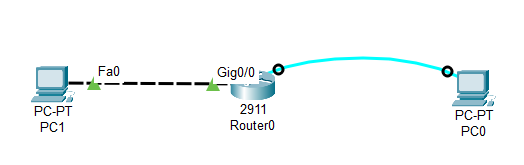 Fa0
Gig0/0
PC-PT
PC1
2911
Router0
PC-PT
PC0